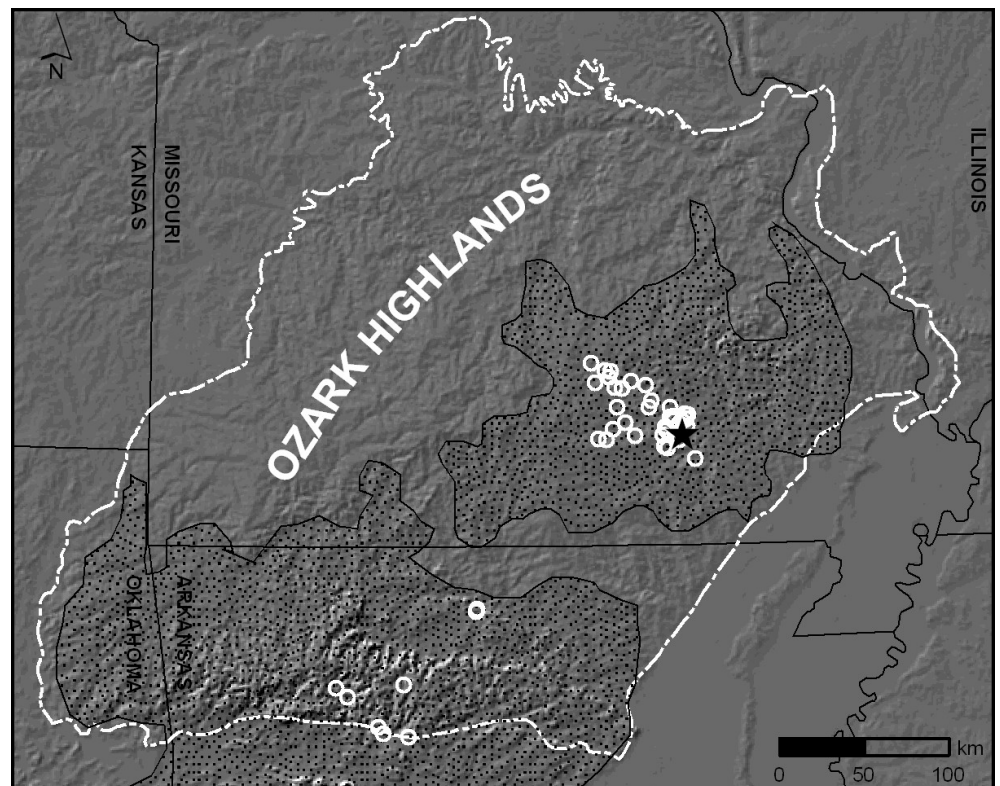 N
MISSOURI
KANSAS
ILLINOIS
OZARK HIGHLANDS
ARKANSAS
OKLAHOMA
km
0 50 100